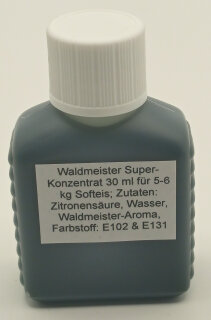 Waldmeister Super-
Konzentrat 30 ml für 5-6
kg Softeis; Zutaten:
Zitronensäure, Wasser,
Waldmeister-Aroma,
Farbstoff: E102 & E131